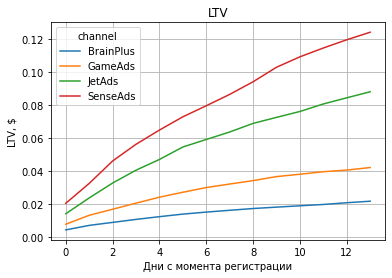 LTV
channel
BrainPlus
GameAds
JetAds
SenseAds
LTV, $
0.12
0.10
0.08
0.06
0.04
0.02
0.00
0 2 4 6 8 10 12
Дни с момента регистрации